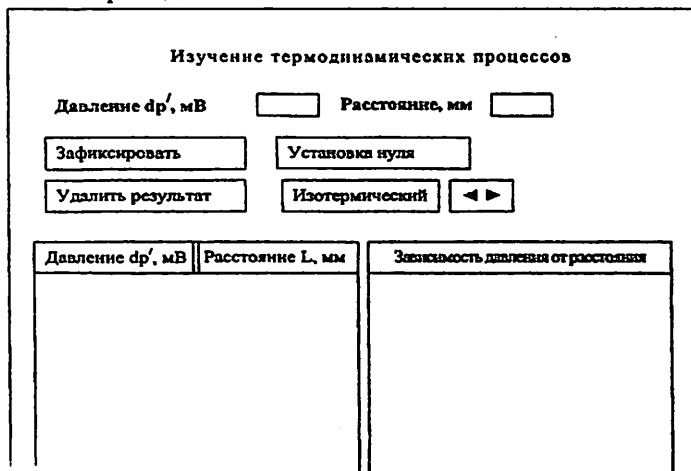 Изучение термодинамических процессов
Давление dp′, мВ Расстояние, мм
Зафиксировать Установка нуля
Удалить результат Изотермический ◄ ►
Давление dp′, мВ Расстояние L, мм Зависимость давления от расстояния